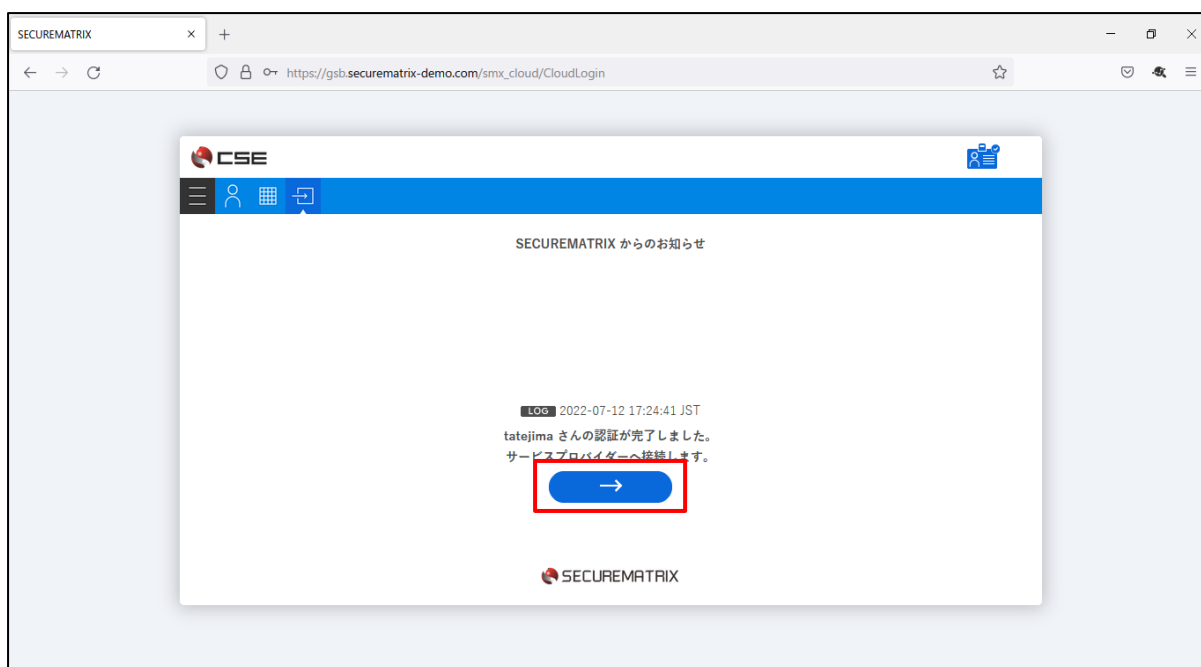 SECUREMATRIX
https://gsb.securematrix-demo.com/smx_cloud/CloudLogin
CSE
SECUREMATRIX からのお知らせ
LOG 2022-07-12 17:24:41 JST
tatejima さんの認証が完了しました。
サービスプロバイダーへ接続します。
SECUREMATRIX